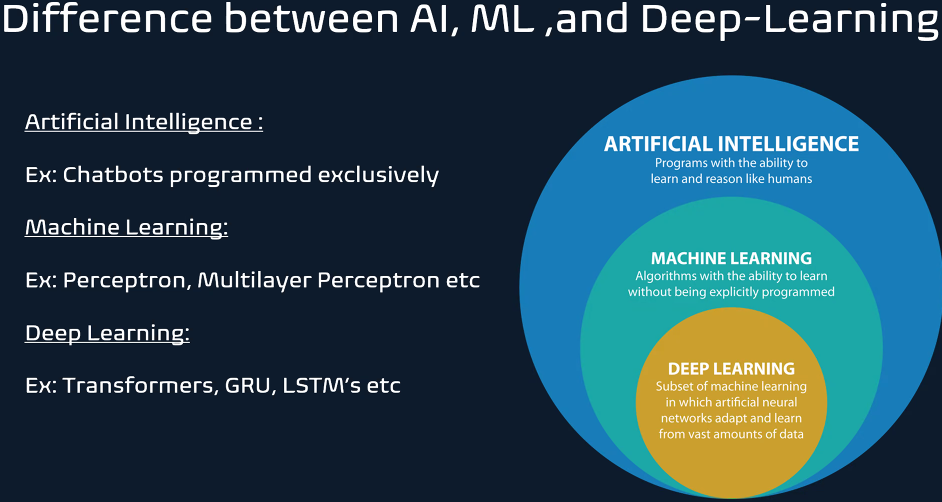 Difference between AI, ML ,and Deep-Learning
Artificial Intelligence :
Ex: Chatbots programmed exclusively
Machine Learning:
Ex: Perceptron, Multilayer Perceptron etc
Deep Learning:
Ex: Transformers, GRU, LSTM's etc
ARTIFICIAL INTELLIGENCE
Programs with the ability to
learn and reason like humans
MACHINE LEARNING
Algorithms with the ability to learn
without being explicitly programmed
DEEP LEARNING
Subset of machine learning
in which artificial neural
networks adapt and learn
from vast amounts of data